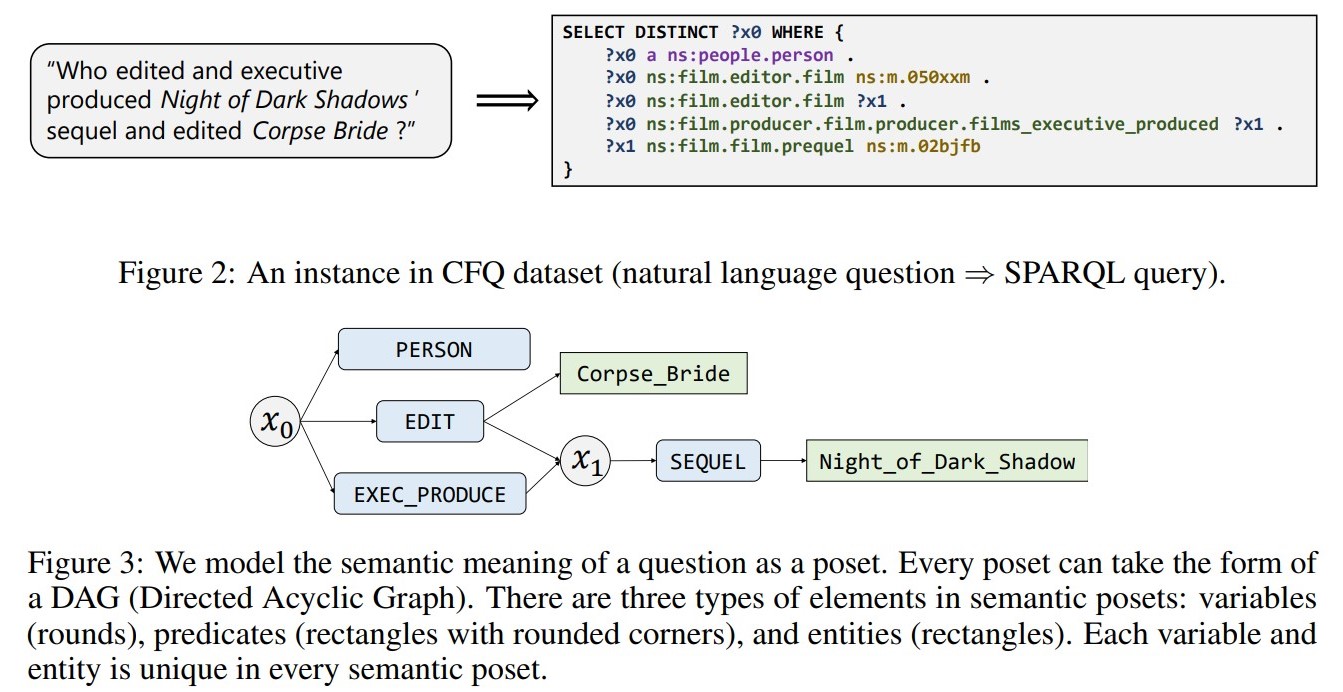 “Who edited and executive
produced Night of Dark Shadows '
sequel and edited Corpse Bride ?”
SELECT DISTINCT ?x0 WHERE {
?x0 a ns:people.person .
?x0 ns:film.editor.film ns:m.050xxm .
?x0 ns:film.editor.film ?x1 .
?x0 ns:film.producer.film.producer.films_executive_produced ?x1 .
?x1 ns:film.film.prequel ns:m.02bjfb
}
Figure 2: An instance in CFQ dataset (natural language question ⇒ SPARQL query).
PERSON
Corpse_Bride
x0
EDIT
x1
SEQUEL
Night_of_Dark_Shadow
EXEC_PRODUCE
Figure 3: We model the semantic meaning of a question as a poset. Every poset can take the form of
a DAG (Directed Acyclic Graph). There are three types of elements in semantic posets: variables
(rounds), predicates (rectangles with rounded corners), and entities (rectangles). Each variable and
entity is unique in every semantic poset.